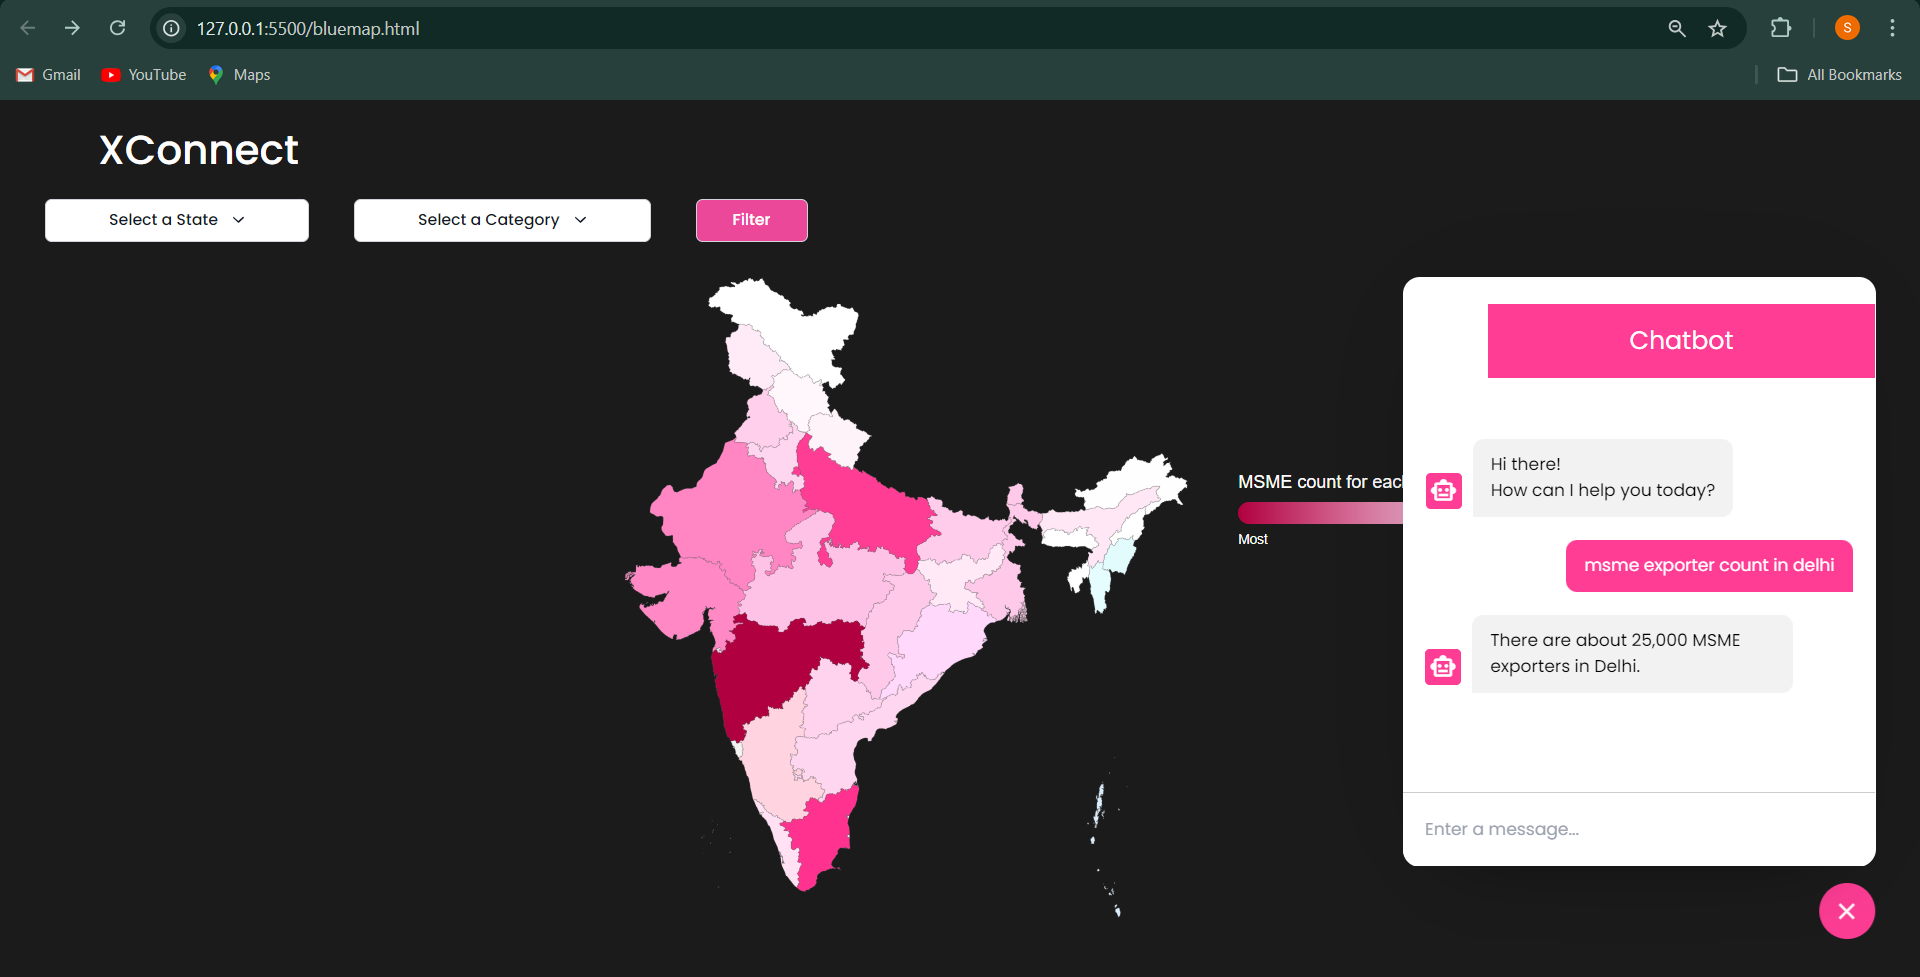 127.0.0.1:5500/bluemap.html
S
Gmail
YouTube
Maps
All Bookmarks
XConnect
Select a State
Select a Category
Filter
MSME count for each
Most
Chatbot
Hi there!
How can I help you today?
msme exporter count in delhi
There are about 25,000 MSME
exporters in Delhi.
Enter a message...